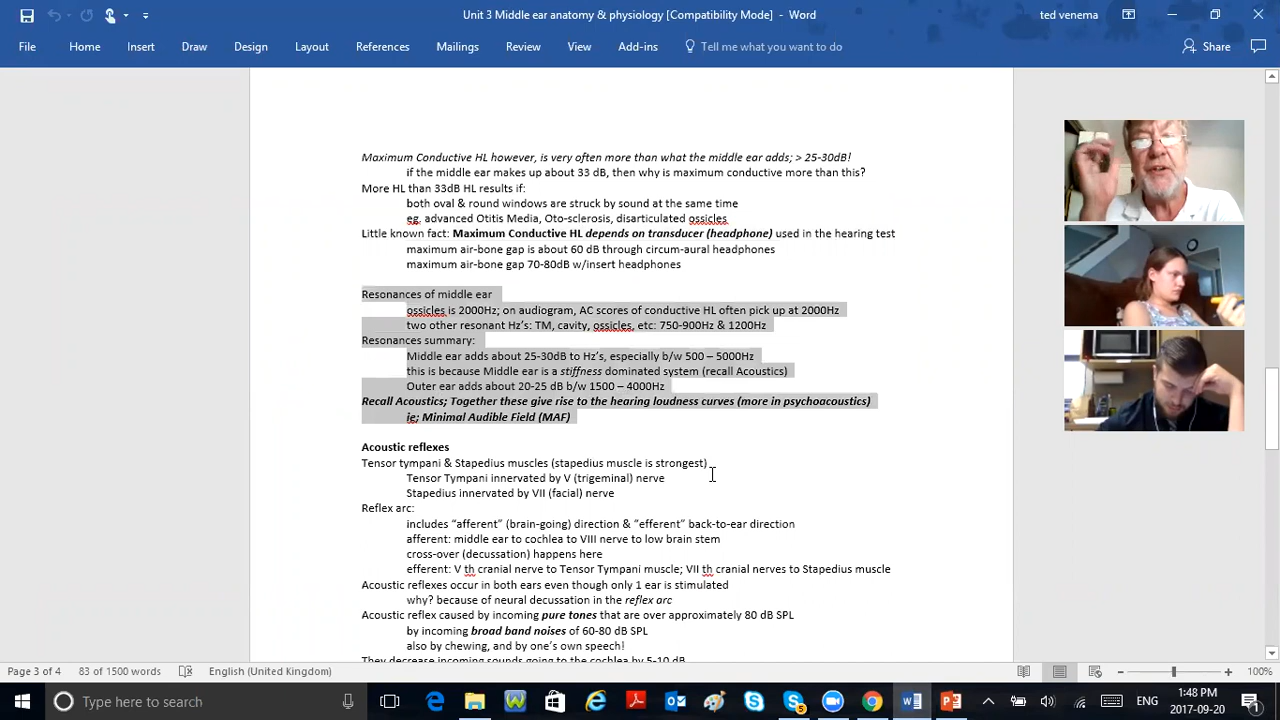 Unit 3 Middle ear anatomy & physiology [Compatibility Mode] - Word
ted venema
File Home Insert Draw Design Layout References Mailings Review View Add-ins Tell me what you want to do Share
Maximum Conductive HL however, is very often more than what the middle ear adds; > 25-30dB!
if the middle ear makes up about 33 dB, then why is maximum conductive more than this?
More HL than 33dB HL results if:
both oval & round windows are struck by sound at the same time
eg. advanced Otitis Media, Oto-sclerosis, disarticulated ossicles
Little known fact: Maximum Conductive HL depends on transducer (headphone) used in the hearing test
maximum air-bone gap is about 60 dB through circum-aural headphones
maximum air-bone gap 70-80dB w/insert headphones
Resonances of middle ear
ossicles is 2000Hz; on audiogram, AC scores of conductive HL often pick up at 2000Hz
two other resonant Hz's: TM, cavity, ossicles, etc: 750-900Hz & 1200Hz
Resonances summary:
Middle ear adds about 25-30dB to Hz's, especially b/w 500 – 5000Hz
this is because Middle ear is a stiffness dominated system (recall Acoustics)
Outer ear adds about 20-25 dB b/w 1500 – 4000Hz
Recall Acoustics; Together these give rise to the hearing loudness curves (more in psychoacoustics)
ie; Minimal Audible Field (MAF)
Acoustic reflexes
Tensor tympani & Stapedius muscles (stapedius muscle is strongest)
Tensor Tympani innervated by V (trigeminal) nerve
Stapedius innervated by VII (facial) nerve
Reflex arc:
includes “afferent” (brain-going) direction & “efferent” back-to-ear direction
afferent: middle ear to cochlea to VIII nerve to low brain stem
cross-over (decussation) happens here
efferent: V th cranial nerve to Tensor Tympani muscle; VII th cranial nerves to Stapedius muscle
Acoustic reflexes occur in both ears even though only 1 ear is stimulated
why? because of neural decussation in the reflex arc
Acoustic reflex caused by incoming pure tones that are over approximately 80 dB SPL
by incoming broad band noises of 60-80 dB SPL
also by chewing, and by one's own speech!
They decrease incoming sounds going to the cochlea by 5-10 dB
Page 3 of 4 83 of 1500 words English (United Kingdom) 100%
Type here to search
ENG
1:48 PM
2017-09-20